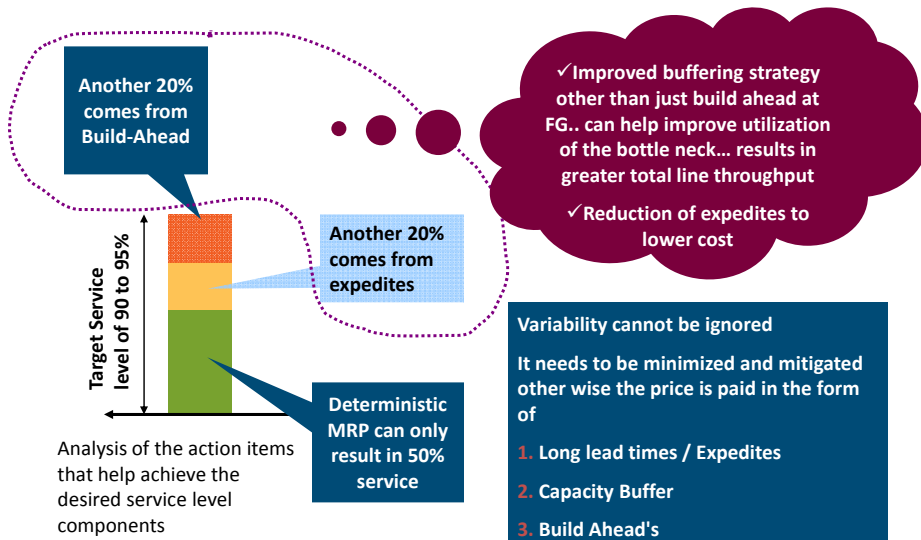 Another 20%
comes from
Build-Ahead
✓Improved buffering strategy
other than just build ahead at
FG.. can help improve utilization
of the bottle neck... results in
greater total line throughput
✓Reduction of expedites to
lower cost
Target Service
level of 90 to 95%
Another 20%
comes from
expedites
Deterministic
MRP can only
result in 50%
service
Analysis of the action items
that help achieve the
desired service level
components
Variability cannot be ignored
It needs to be minimized and mitigated
other wise the price is paid in the form
of
1. Long lead times / Expedites
2. Capacity Buffer
3. Build Ahead's